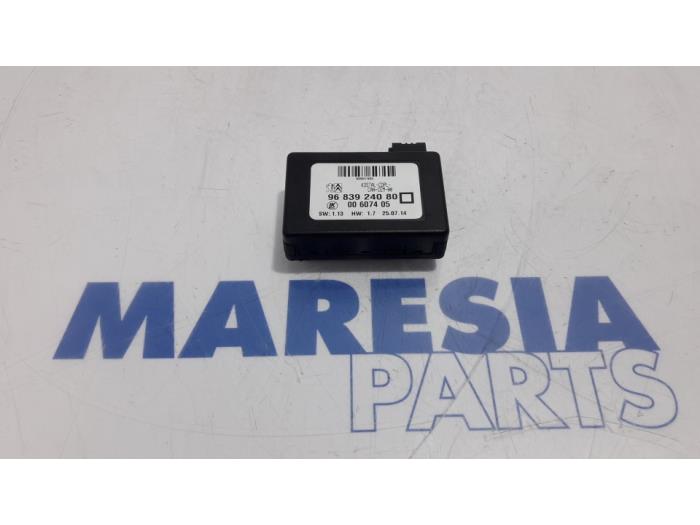 96 839 240 80
00 6074 05
SW: 1.13 HW: 1.7 25.07.14
MARESIA
PARTS